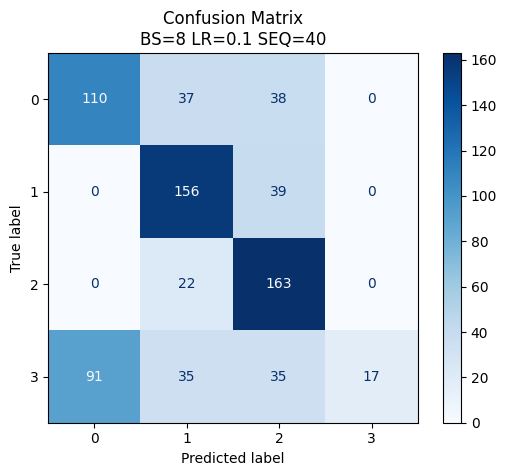 Confusion Matrix
BS=8 LR=0.1 SEQ=40
True label
0 110 37 38 0
1 0 156 39 0
2 0 22 163 0
3 91 35 35 17
0 1 2 3
Predicted label
160
140
120
100
80
60
40
20
0